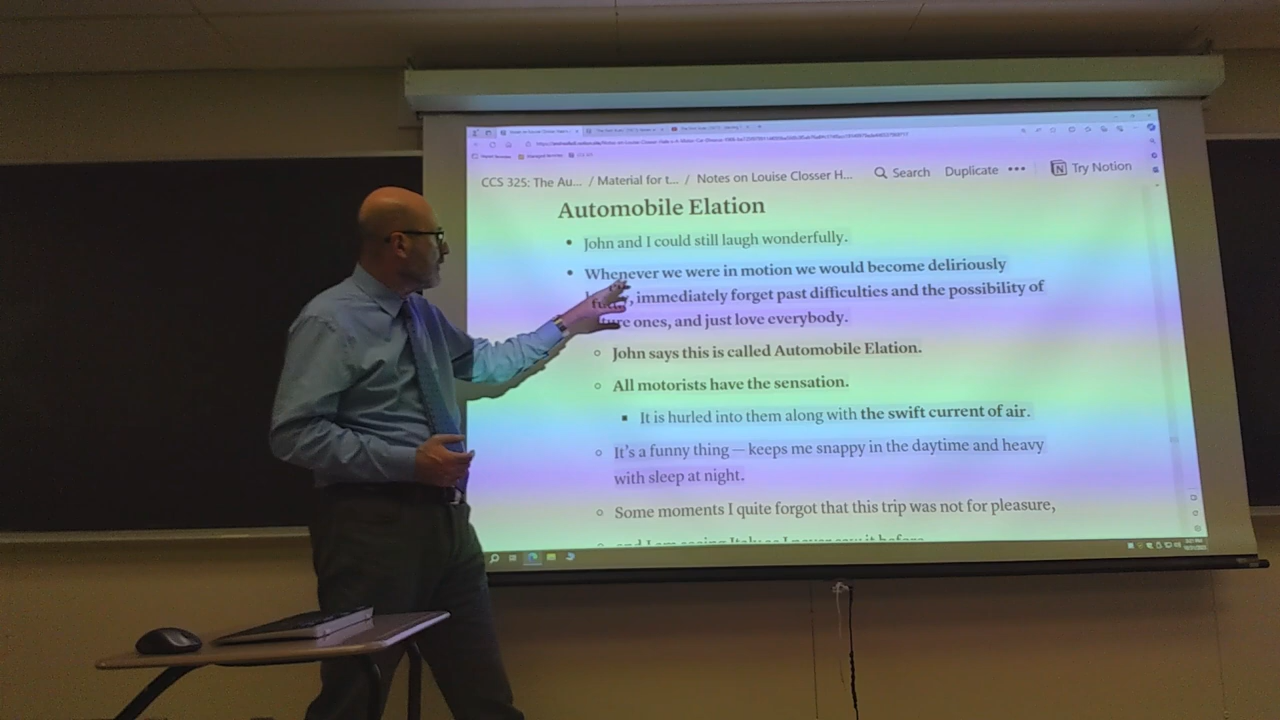 CCS 325: The Au... / Material for t... / Notes on Louise Closser H... Search Duplicate ••• Try Notion
Automobile Elation
• John and I could still laugh wonderfully.
• Whenever we were in motion we would become deliriously
, immediately forget past difficulties and the possibility of
ones, and just love everybody.
○ John says this is called Automobile Elation.
○ All motorists have the sensation.
▪ It is hurled into them along with the swift current of air.
○ It's a funny thing — keeps me snappy in the daytime and heavy
with sleep at night.
○ Some moments I quite forgot that this trip was not for pleasure,